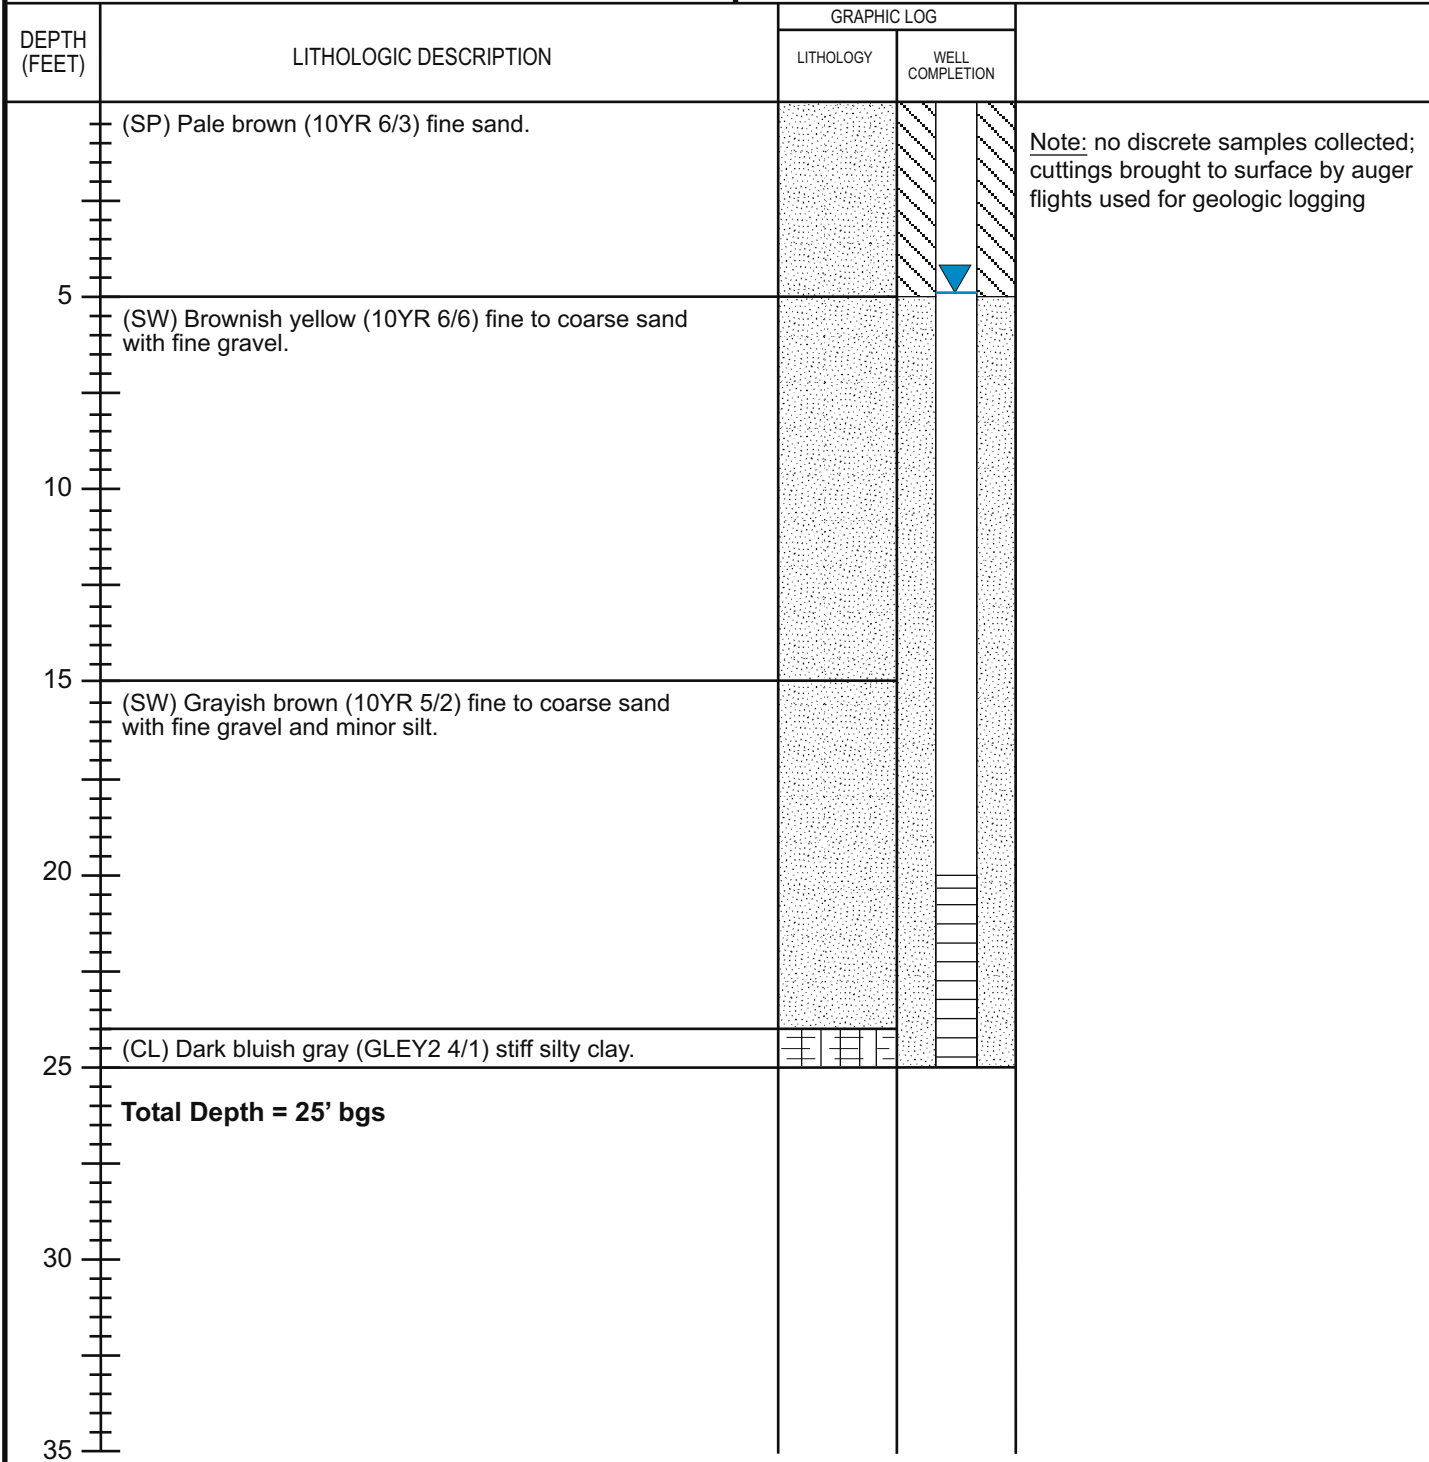 GRAPHIC LOG
DEPTH
(FEET)
LITHOLOGIC DESCRIPTION
LITHOLOGY
WELL
COMPLETION
(SP) Pale brown (10YR 6/3) fine sand.
Note: no discrete samples collected;
cuttings brought to surface by auger
flights used for geologic logging
5
(SW) Brownish yellow (10YR 6/6) fine to coarse sand
with fine gravel.
10
15
(SW) Grayish brown (10YR 5/2) fine to coarse sand
with fine gravel and minor silt.
20
(CL) Dark bluish gray (GLEY2 4/1) stiff silty clay.
25
Total Depth = 25’ bgs
30
35